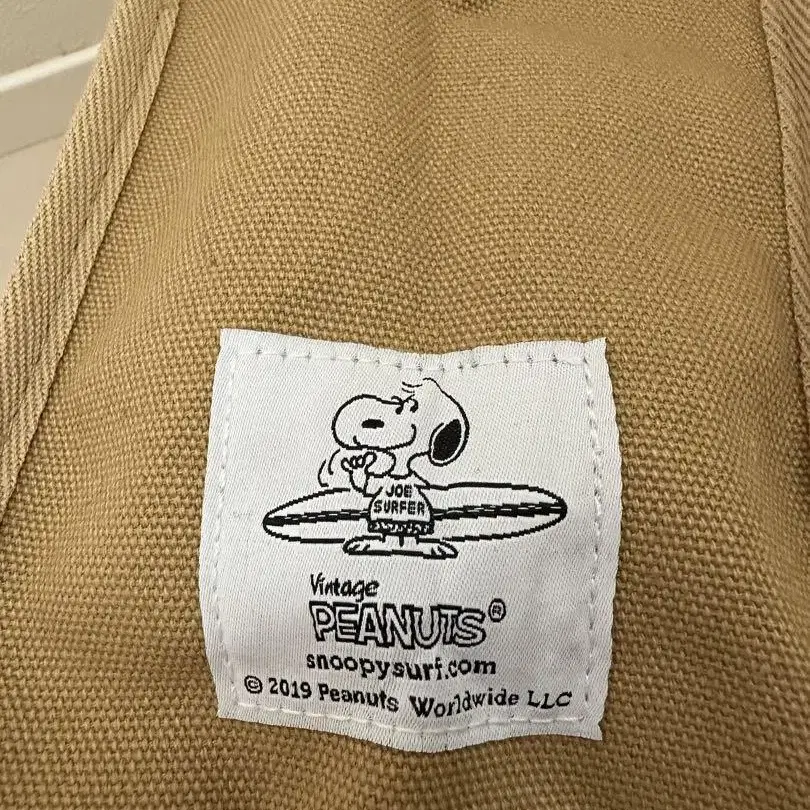 JOE
SURFER
Vintage
PEANUTS®
snoopysurf.com
© 2019 Peanuts Worldwide LLC